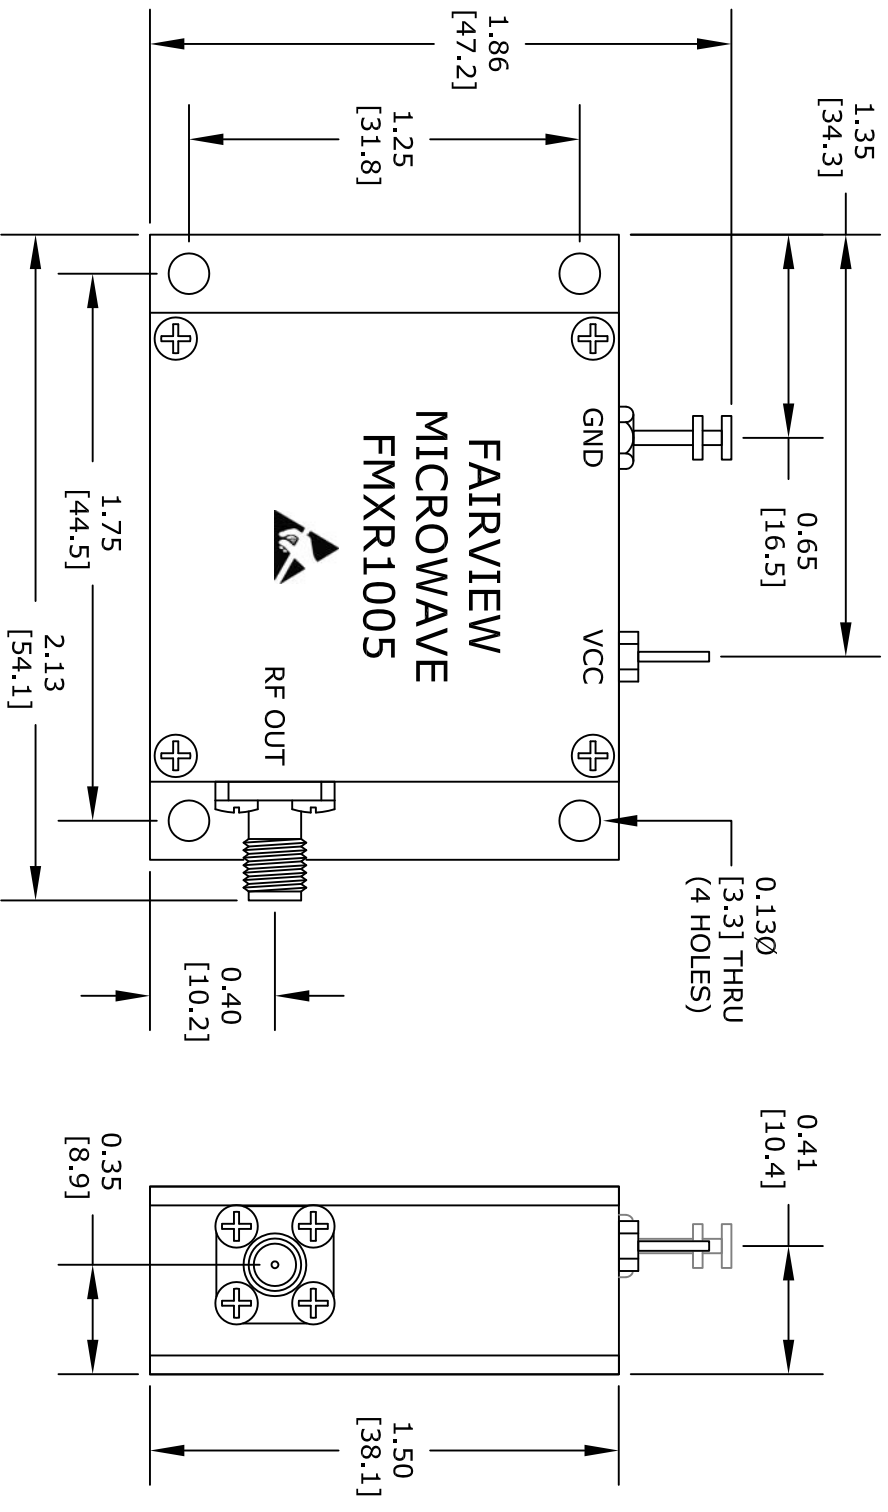 1.86
[47.2]
1.25
[31.8]
1.35
[34.3]
0.65
[16.5]
GND
VCC
FAIRVIEW
MICROWAVE
FMXR1005
RF OUT
1.75
[44.5]
2.13
[54.1]
0.13Ø
[3.3] THRU
(4 HOLES)
0.40
[10.2]
0.41
[10.4]
0.35
[8.9]
1.50
[38.1]